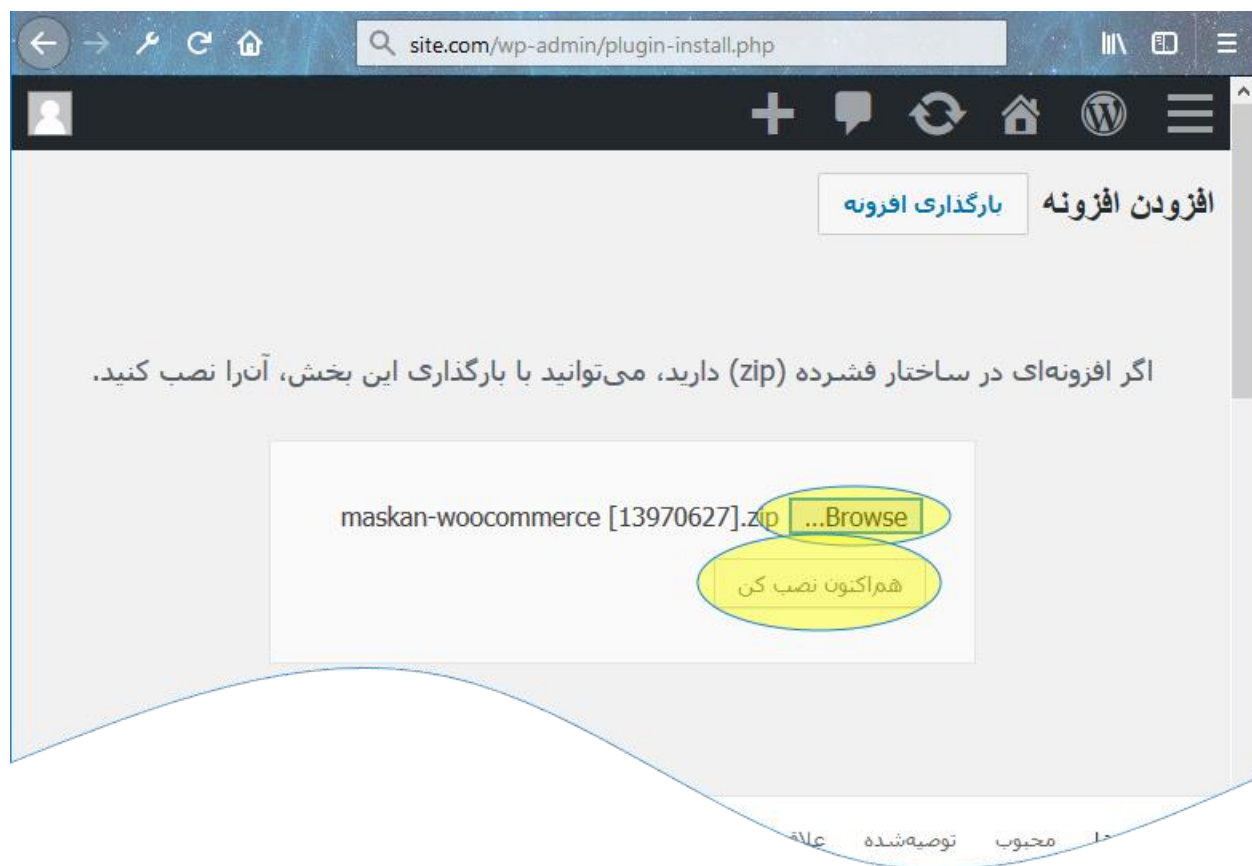 site.com/wp-admin/plugin-install.php
افزودن افزونه بارگذاری افزونه
اگر افزونه‌ای در ساختار فشرده (zip) دارید، می‌توانید با بارگذاری این بخش، آن‌را نصب کنید.
Browse... maskan-woocommerce [13970627].zip
هم‌اکنون نصب کن
محبوب توصیه‌شده